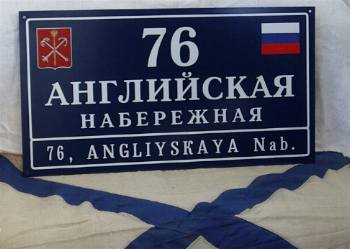 76
АНГЛИЙСКАЯ
НАБЕРЕЖНАЯ
76, ANGLIYSKAYA Nab.